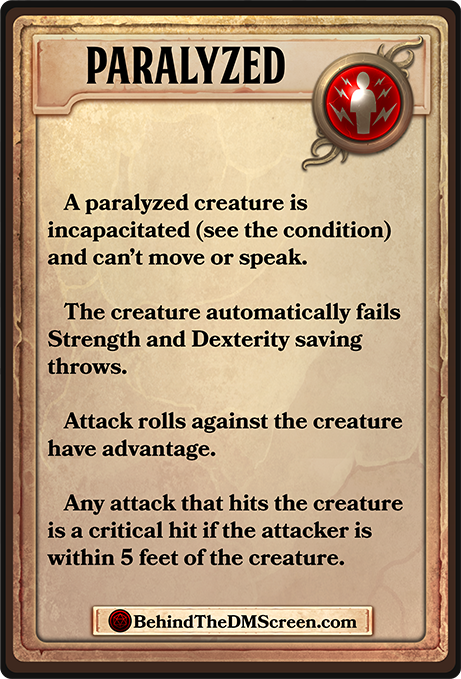 PARALYZED
A paralyzed creature is
incapacitated (see the condition)
and can't move or speak.
The creature automatically fails
Strength and Dexterity saving
throws.
Attack rolls against the creature
have advantage.
Any attack that hits the creature
is a critical hit if the attacker is
within 5 feet of the creature.
BehindTheDMScreen.com